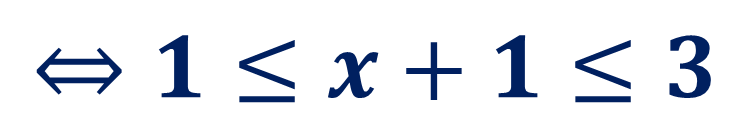 ⇔ 1 ≤ x + 1 ≤ 3